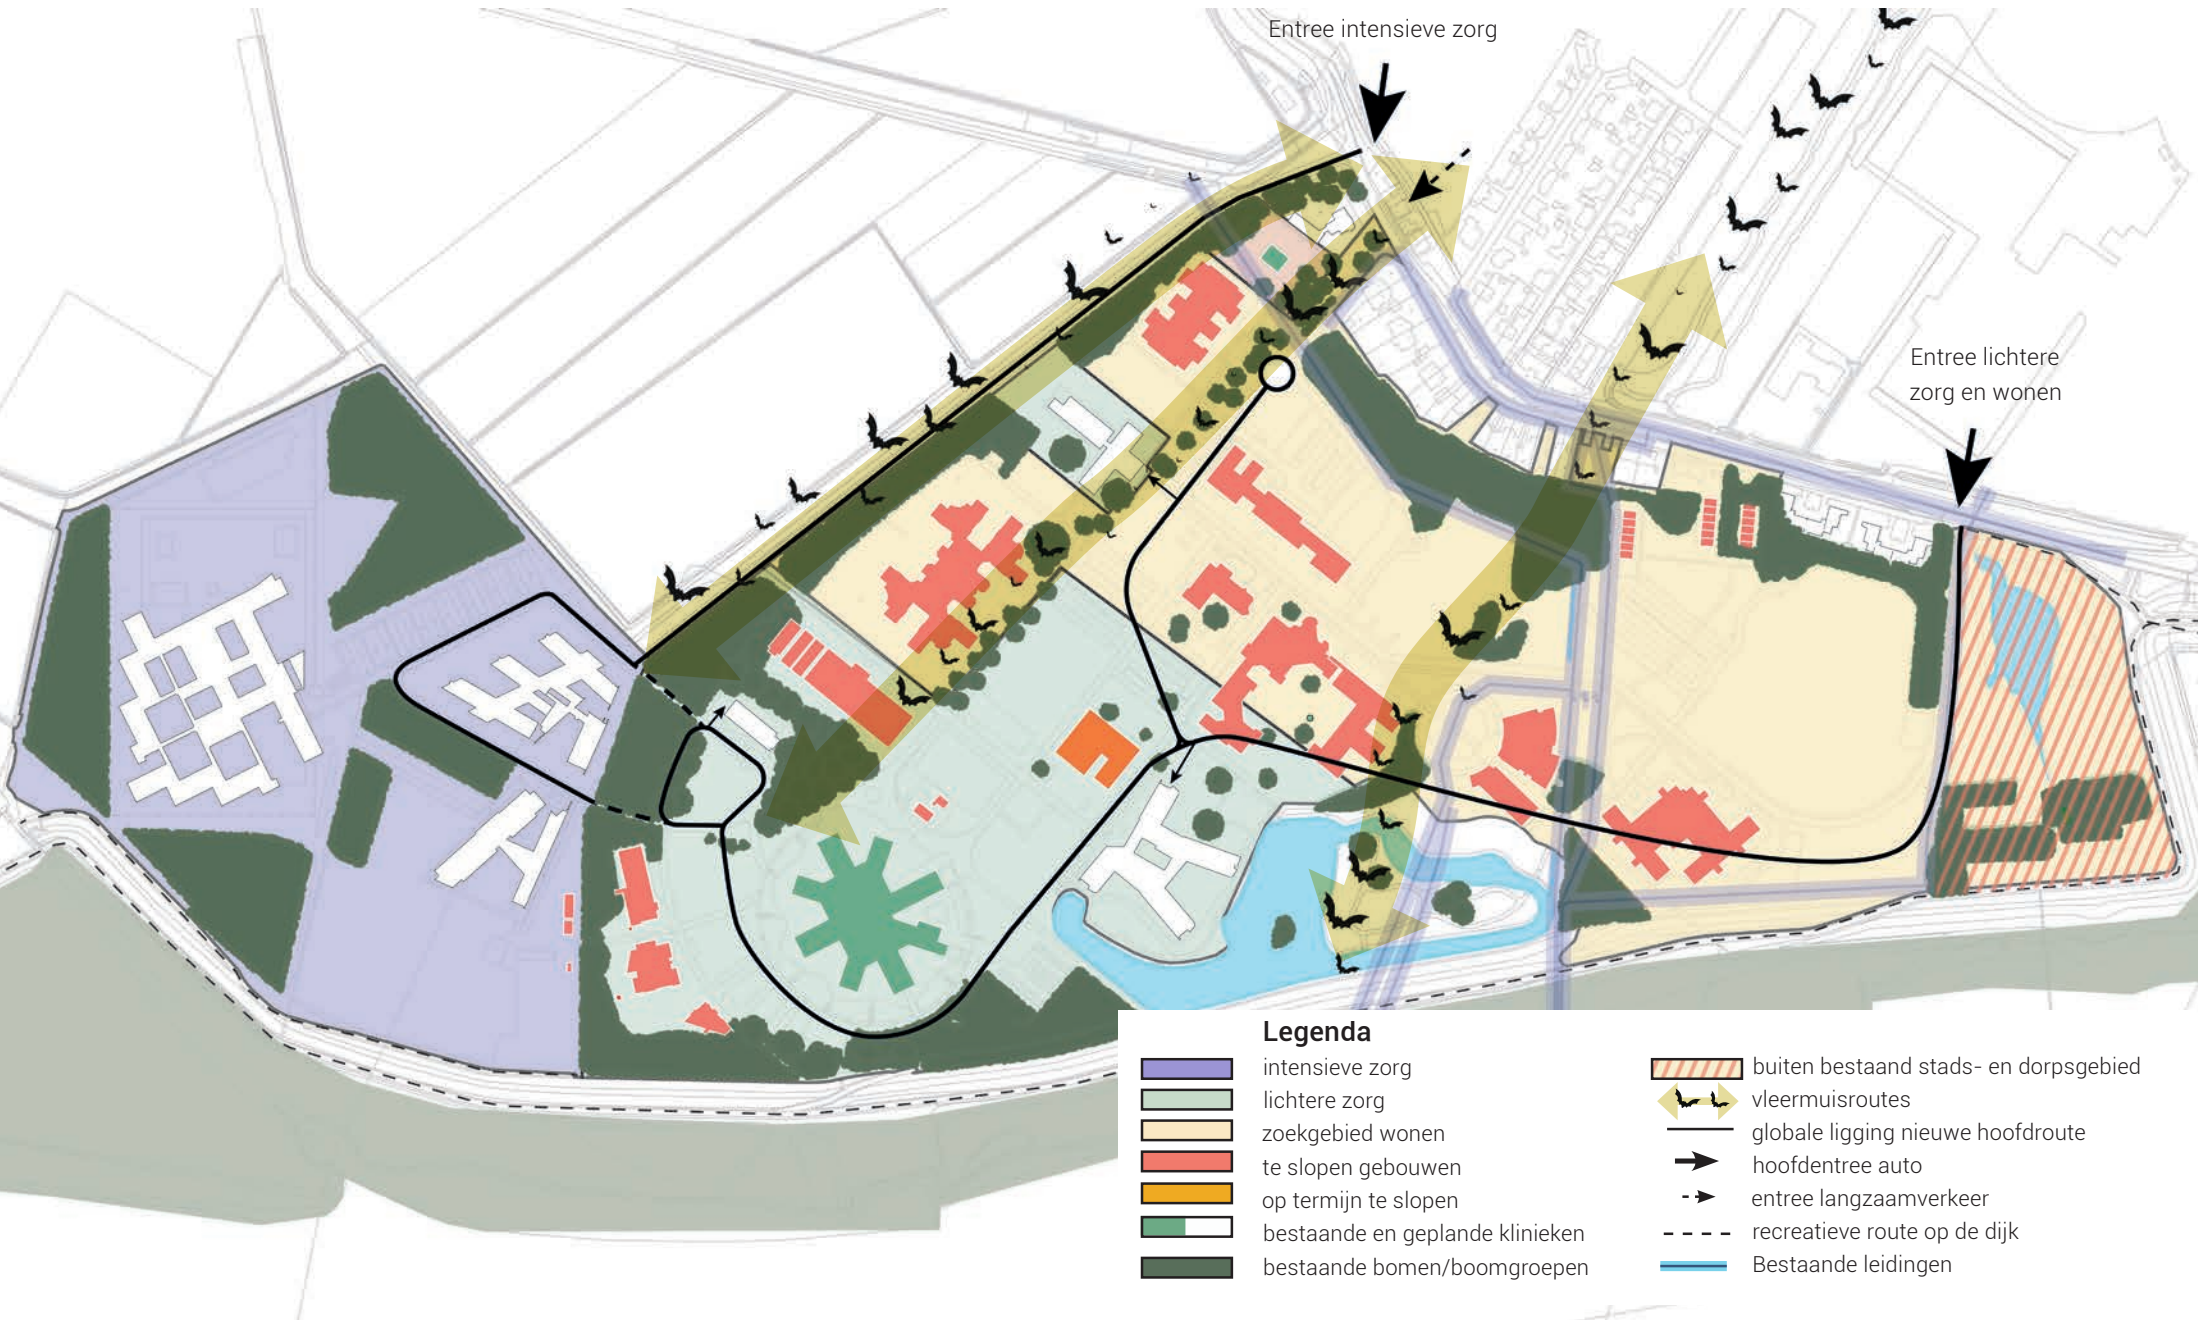 Entree intensieve zorg
Entree lichtere
zorg en wonen
Legenda
intensieve zorg
lichtere zorg
zoekgebied wonen
te slopen gebouwen
op termijn te slopen
bestaande en geplande klinieken
bestaande bomen/boomgroepen
buiten bestaand stads- en dorpsgebied
vleermuisroutes
globale ligging nieuwe hoofdroute
hoofdentree auto
entree langzaamverkeer
recreatieve route op de dijk
Bestaande leidingen